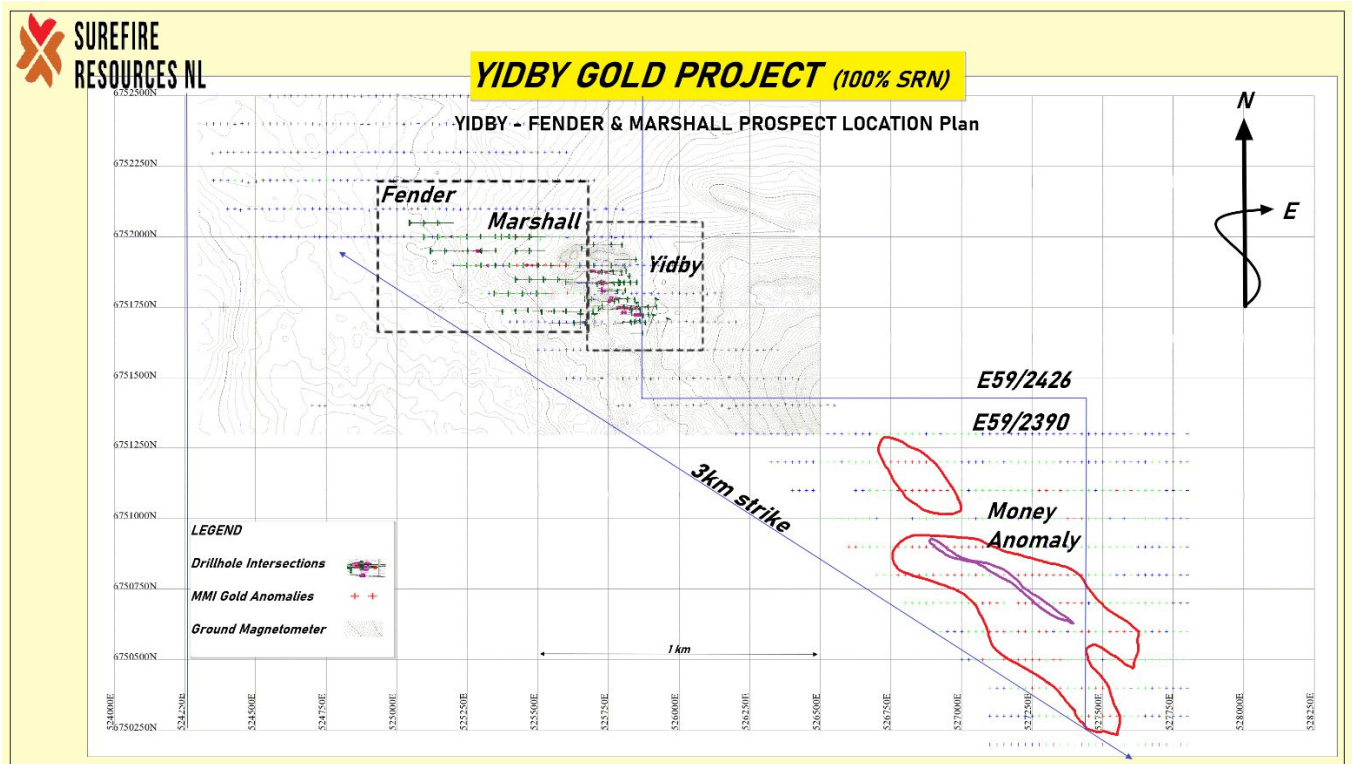 SUREFIRE
RESOURCES NL
YIDBY GOLD PROJECT (100% SRN)
YIDBY - FENDER & MARSHALL PROSPECT LOCATION Plan
N
E
6752500N
6752250N
6752000N
6751750N
6751500N
6751250N
6751000N
6750750N
6750500N
6750250N
Fender
Marshall
Yidby
E59/2426
E59/2390
3km strike
Money
Anomaly
LEGEND
Drillhole Intersections
MMI Gold Anomalies
Ground Magnetometer
1 km
524000E
524250E
524500E
524750E
525000E
525250E
525500E
525750E
526000E
526250E
526500E
526750E
527000E
527250E
527500E
527750E
528000E
528250E